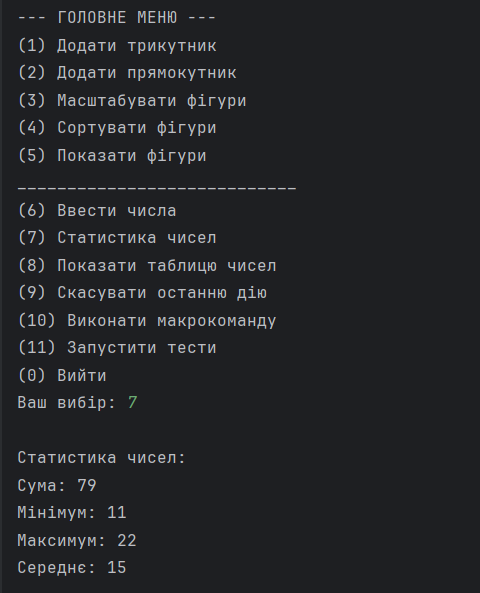 --- ГОЛОВНЕ МЕНЮ ---
(1) Додати трикутник
(2) Додати прямокутник
(3) Масштабувати фігури
(4) Сортувати фігури
(5) Показати фігури
____________________________
(6) Ввести числа
(7) Статистика чисел
(8) Показати таблицю чисел
(9) Скасувати останню дію
(10) Виконати макрокоманду
(11) Запустити тести
(0) Вийти
Ваш вибір: 7
Статистика чисел:
Сума: 79
Мінімум: 11
Максимум: 22
Середнє: 15